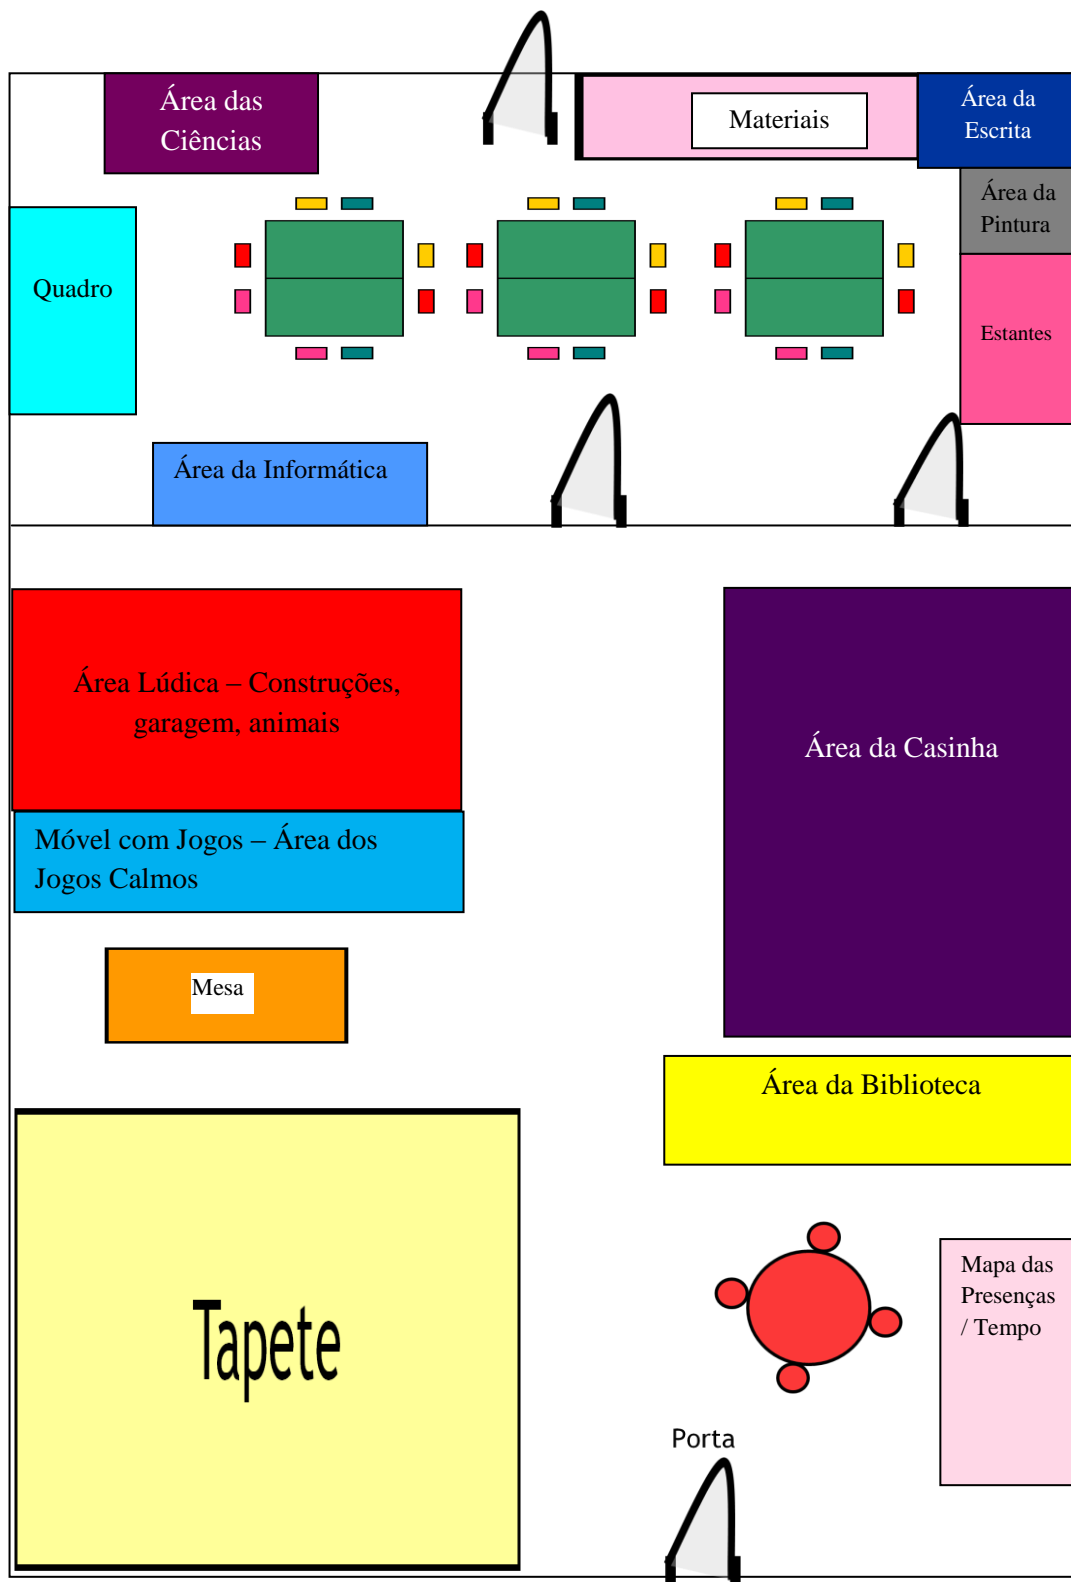 Área das
Ciências
Materiais
Área da
Escrita
Área da
Pintura
Quadro
Estantes
Área da Informática
Área Lúdica – Construções,
garagem, animais
Área da Casinha
Móvel com Jogos – Área dos
Jogos Calmos
Mesa
Área da Biblioteca
Tapete
Mapa das
Presenças
/ Tempo
Porta